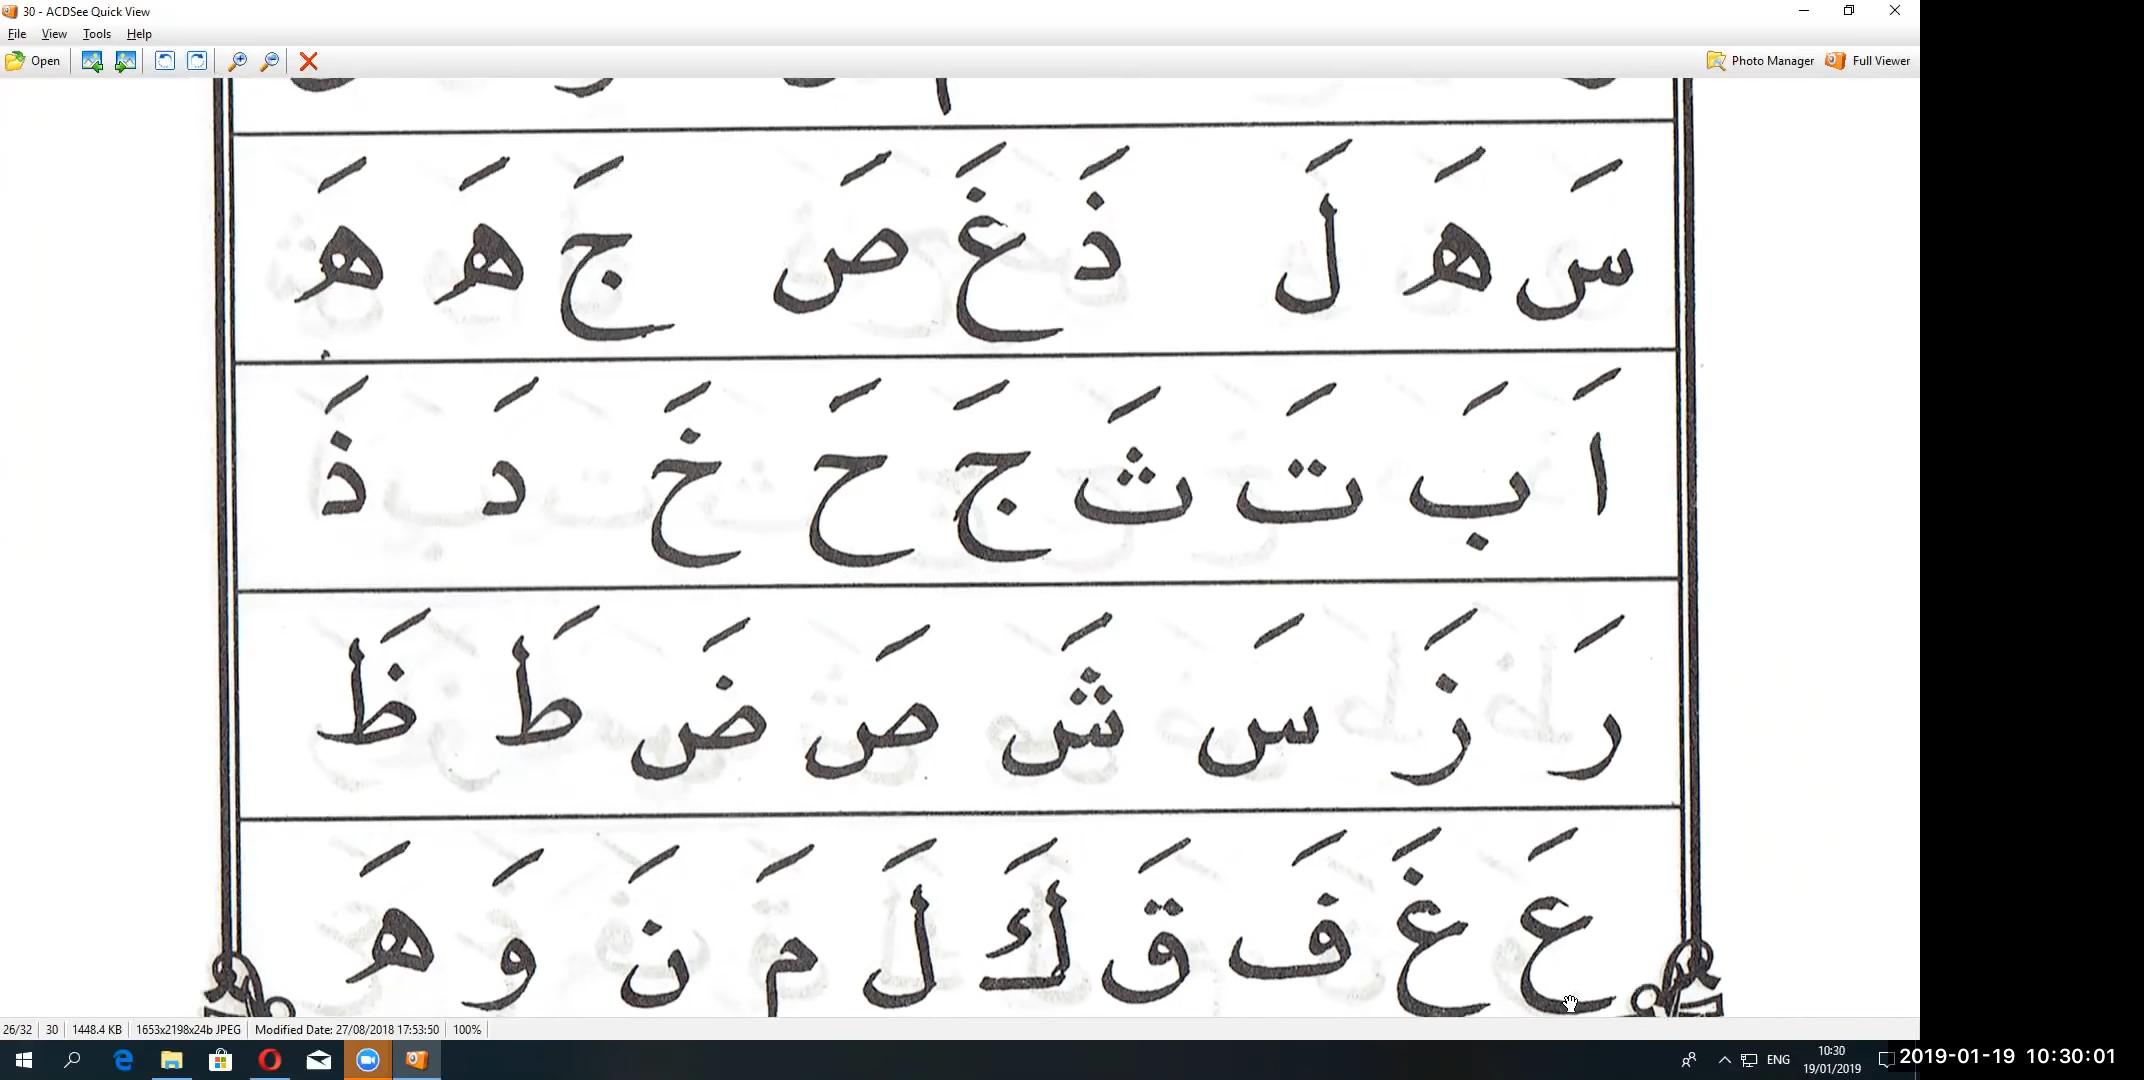 30 - ACDSee Quick View
File View Tools Help
Open Photo Manager Full Viewer
سَ هَ لَ ذَ غَ صَ جَ هَ هَ
اَ بَ تَ ثَ جَ حَ خَ دَ ذَ
رَ زَ سَ شَ صَ ضَ طَ ظَ
عَ غَ فَ قَ كَ لَ مَ نَ وَ هَ
26/32 30 1448.4 KB 1653x2198x24b JPEG Modified Date: 27/08/2018 17:53:50 100%
ENG 10:30
19/01/2019
2019-01-19 10:30:01